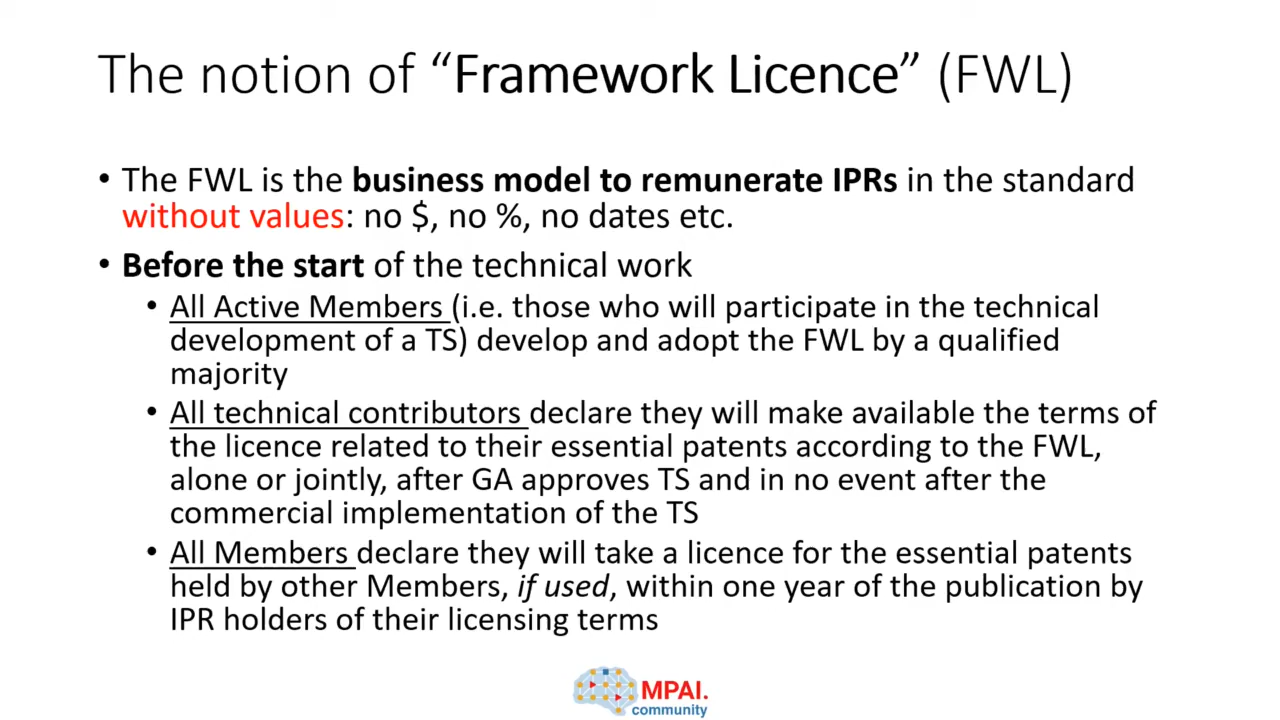 The notion of “Framework Licence” (FWL)
• The FWL is the business model to remunerate IPRs in the standard
without values: no $, no %, no dates etc.
• Before the start of the technical work
• All Active Members (i.e. those who will participate in the technical
development of a TS) develop and adopt the FWL by a qualified
majority
• All technical contributors declare they will make available the terms of
the licence related to their essential patents according to the FWL,
alone or jointly, after GA approves TS and in no event after the
commercial implementation of the TS
• All Members declare they will take a licence for the essential patents
held by other Members, if used, within one year of the publication by
IPR holders of their licensing terms
MPAI.
community